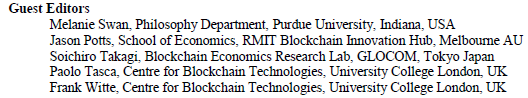 Guest Editors
Melanie Swan, Philosophy Department, Purdue University, Indiana, USA
Jason Potts, School of Economics, RMIT Blockchain Innovation Hub, Melbourne AU
Soichiro Takagi, Blockchain Economics Research Lab, GLOCOM, Tokyo Japan
Paolo Tasca, Centre for Blockchain Technologies, University College London, UK
Frank Witte, Centre for Blockchain Technologies, University College London, UK